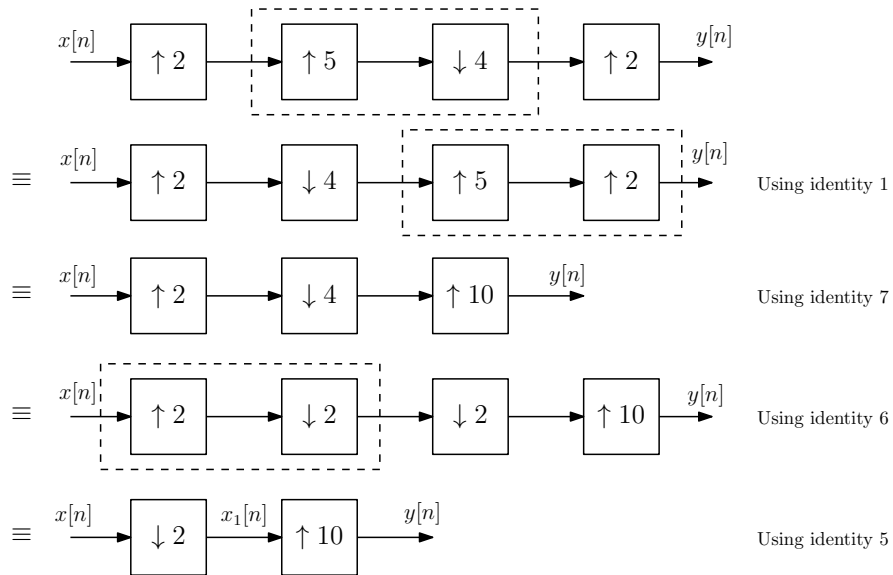 x[n] ↑ 2 ↑ 5 ↓ 4 ↑ 2 y[n]
≡ x[n] ↑ 2 ↓ 4 ↑ 5 ↑ 2 y[n] Using identity 1
≡ x[n] ↑ 2 ↓ 4 ↑ 10 y[n] Using identity 7
≡ x[n] ↑ 2 ↓ 2 ↓ 2 ↑ 10 y[n] Using identity 6
≡ x[n] ↓ 2 x₁[n] ↑ 10 y[n] Using identity 5